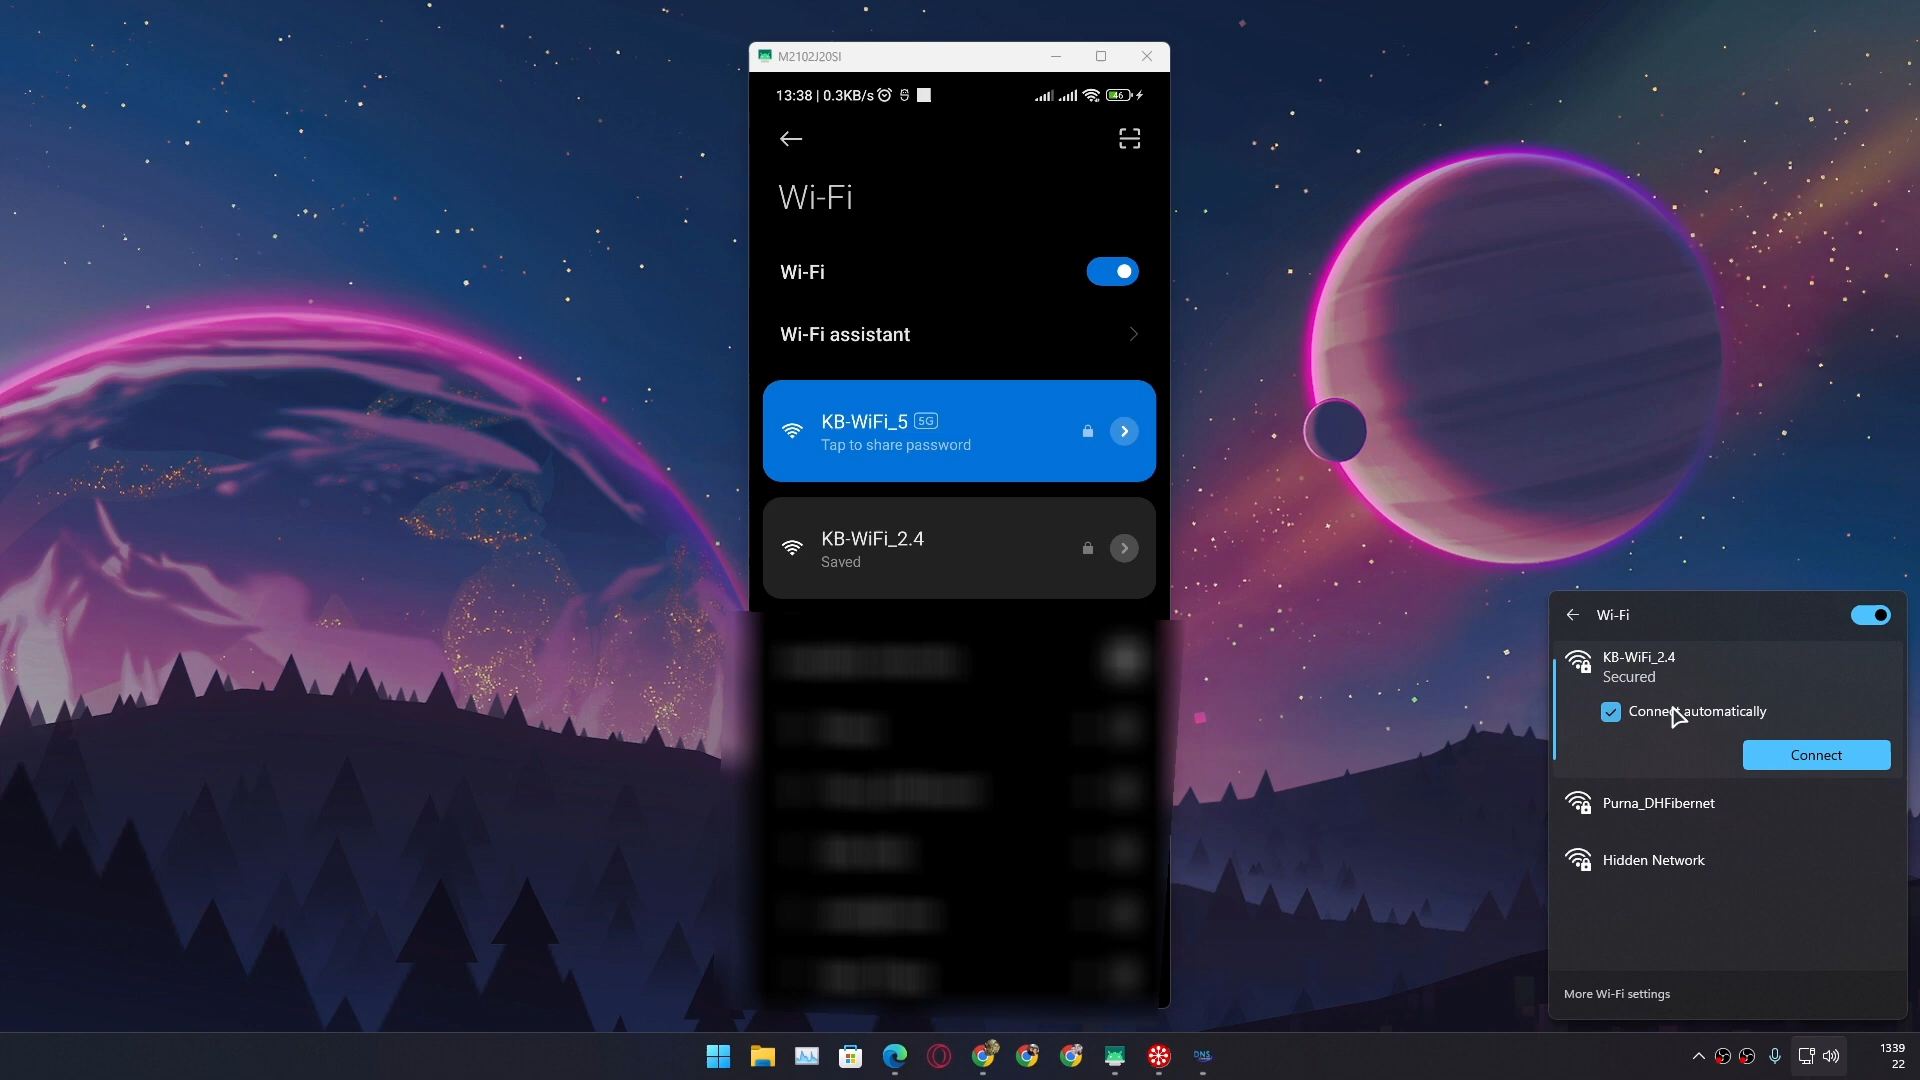 M2102J20SI
13:38 | 0.3KB/s
46
Wi-Fi
Wi-Fi
Wi-Fi assistant
KB-WiFi_5 5G
Tap to share password
KB-WiFi_2.4
Saved
Wi-Fi
KB-WiFi_2.4
Secured
Connect automatically
Connect
Purna_DHFibernet
Hidden Network
More Wi-Fi settings
DNS
1339
22